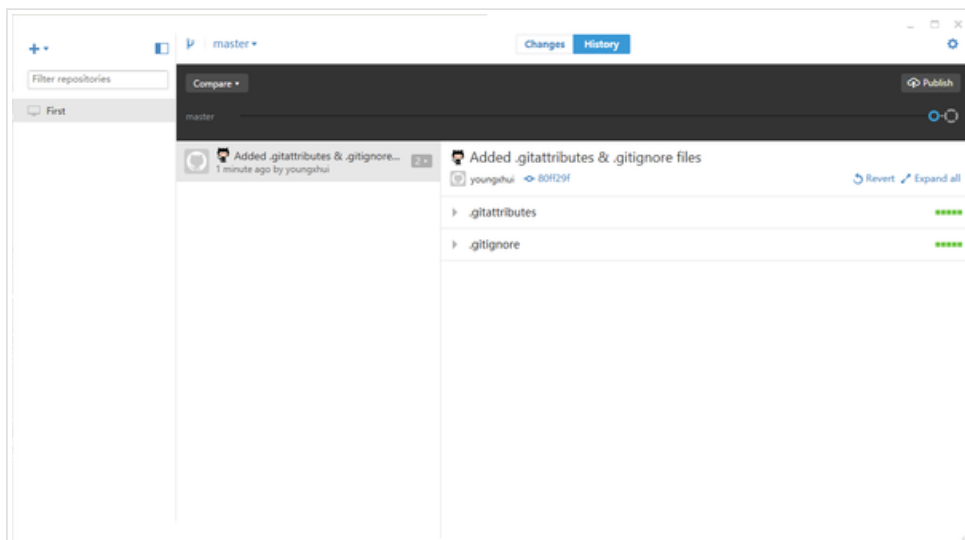 master
Changes History
Filter repositories
First
Compare
Publish
master
Added .gitattributes & .gitignore...
1 minute ago by youngxhui
2
Added .gitattributes & .gitignore files
youngxhui 80ff29f
Revert Expand all
.gitattributes
.gitignore